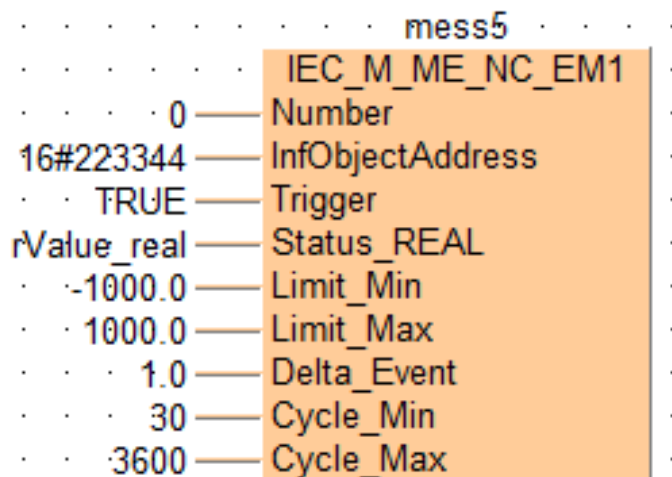 mess5
IEC_M_ME_NC_EM1
0 Number
16#223344 InfObjectAddress
TRUE Trigger
rValue_real Status_REAL
-1000.0 Limit_Min
1000.0 Limit_Max
1.0 Delta_Event
30 Cycle_Min
3600 Cycle_Max